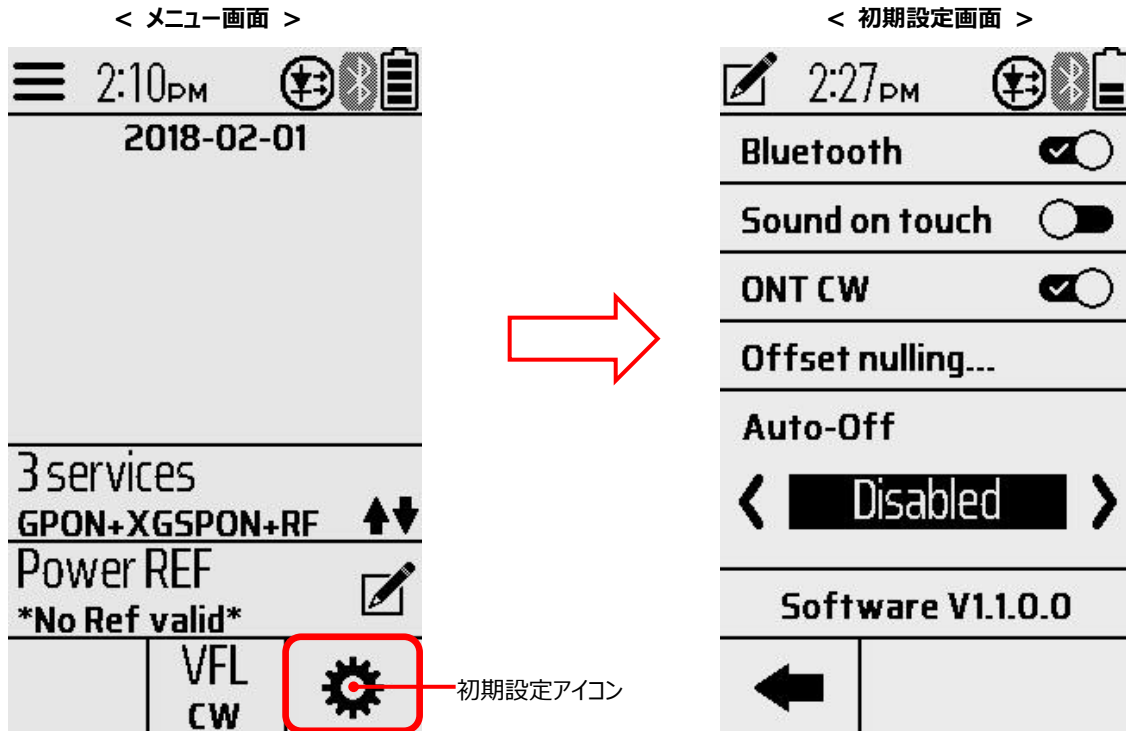 < メニュー画面 >
2:10PM
2018-02-01
3 services
GPON+XGSPON+RF
Power REF
*No Ref valid*
VFL
CW
初期設定アイコン
< 初期設定画面 >
2:27PM
Bluetooth
Sound on touch
ONT CW
Offset nulling...
Auto-Off
Disabled
Software V1.1.0.0